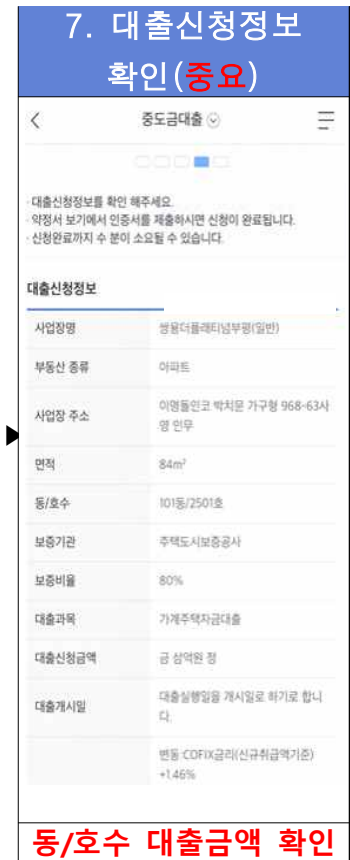 7. 대출신청정보
확인(중요)
중도금대출
· 대출신청정보를 확인 해주세요.
· 약정서 보기에서 인증서를 제출하시면 신청이 완료됩니다.
· 신청완료까지 수 분이 소요될 수 있습니다.
대출신청정보
사업장명 쌍용더플래티넘부평(일반)
부동산 종류 아파트
사업장 주소
968-63사
면적 84m²
동/호수 101동/2501호
보증기관 주택도시보증공사
보증비율 80%
대출과목 가계주택자금대출
대출신청금액 금 삼억원 정
대출개시일 대출실행일을 개시일로 하기로 합니
다.
변동:COFIX금리(신규취급액기준)
+1.46%
동/호수 대출금액 확인